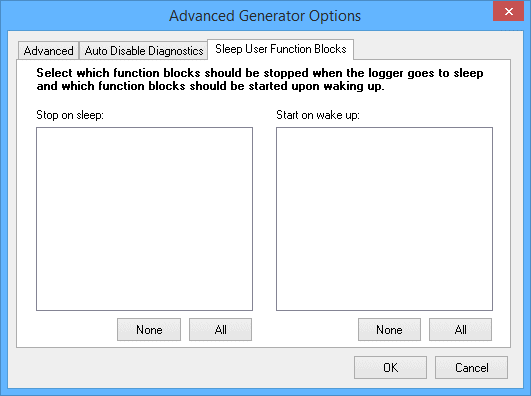 Advanced Generator Options
Advanced Auto Disable Diagnostics Sleep User Function Blocks
Select which function blocks should be stopped when the logger goes to sleep
and which function blocks should be started upon waking up.
Stop on sleep: Start on wake up:
None All None All
OK Cancel